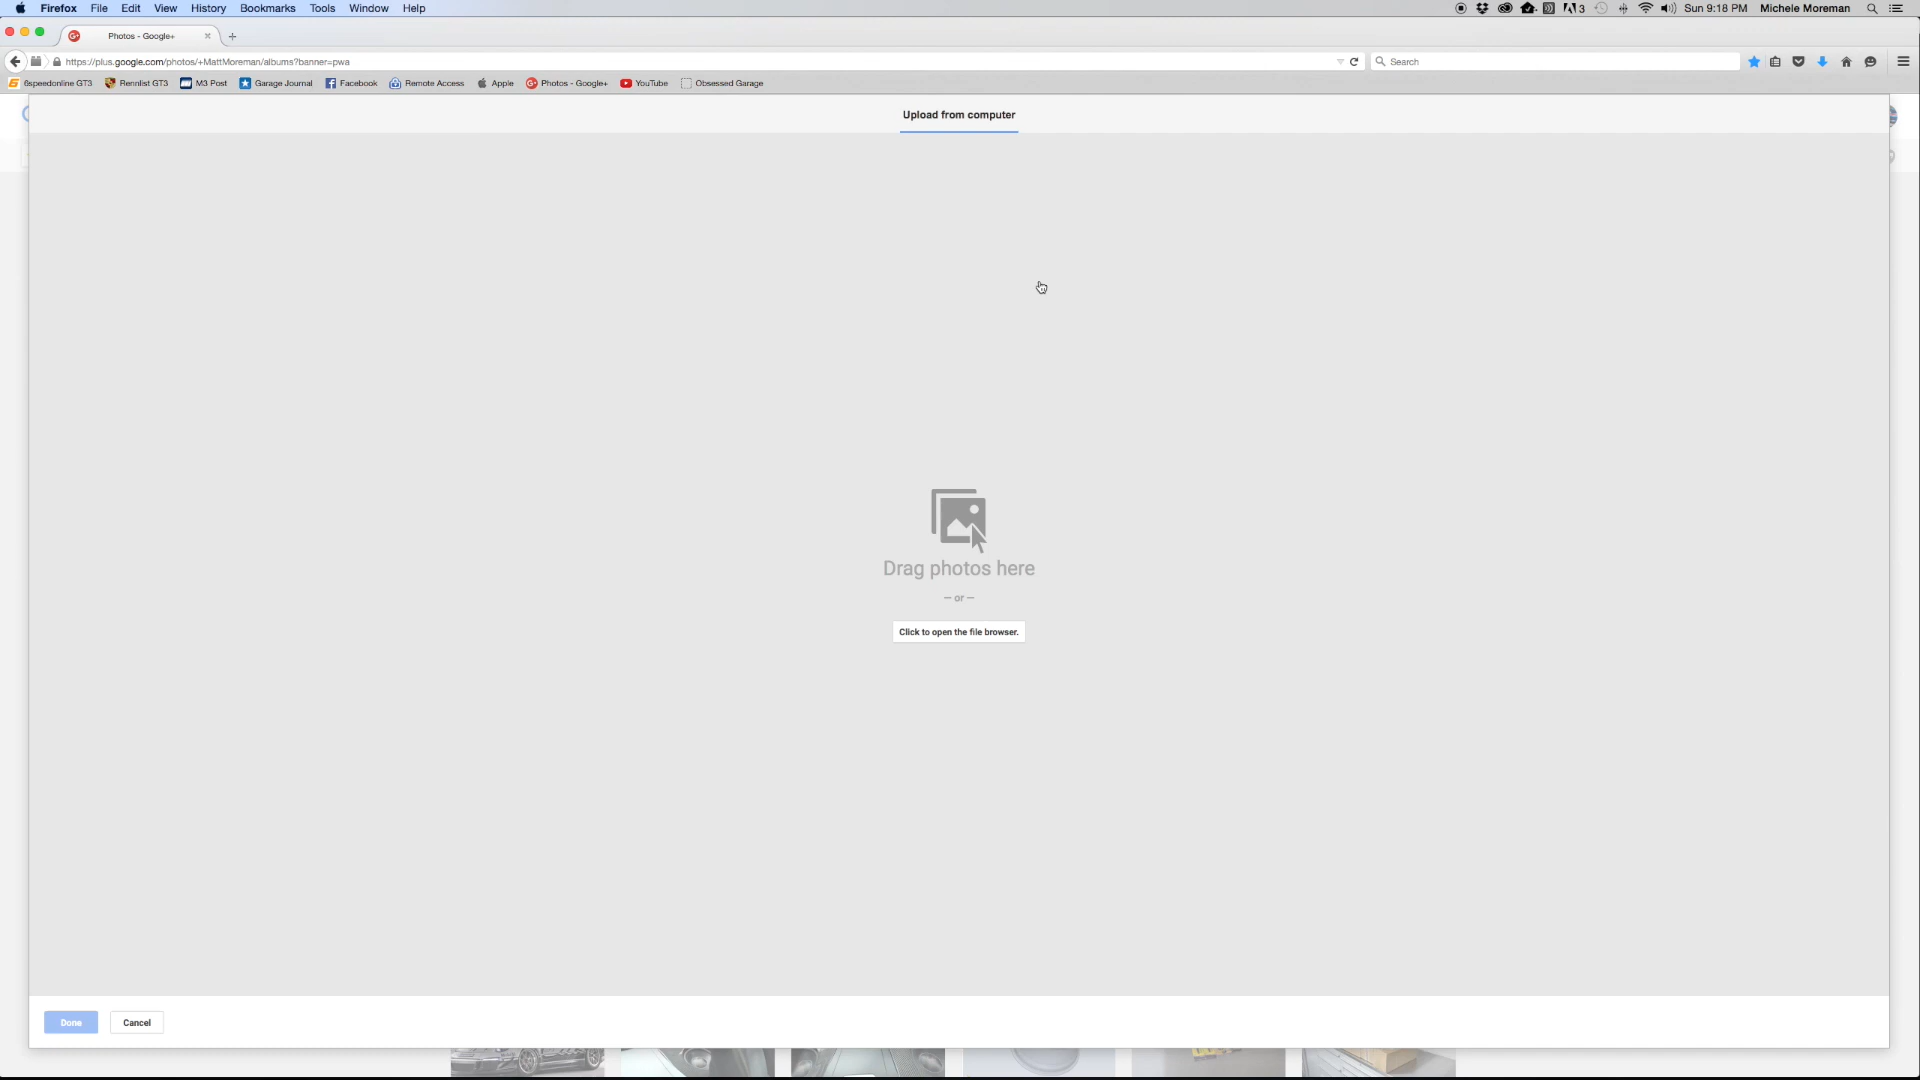 Firefox File Edit View History Bookmarks Tools Window Help 3 Sun 9:18 PM Michele Moreman
Photos - Google+
https://plus.google.com/photos/+MattMoreman/albums?banner=pwa Search
6speedonline GT3 Rennlist GT3 M3 Post Garage Journal Facebook Remote Access Apple Photos - Google+ YouTube Obsessed Garage
Upload from computer
Drag photos here
— or —
Click to open the file browser.
Done Cancel